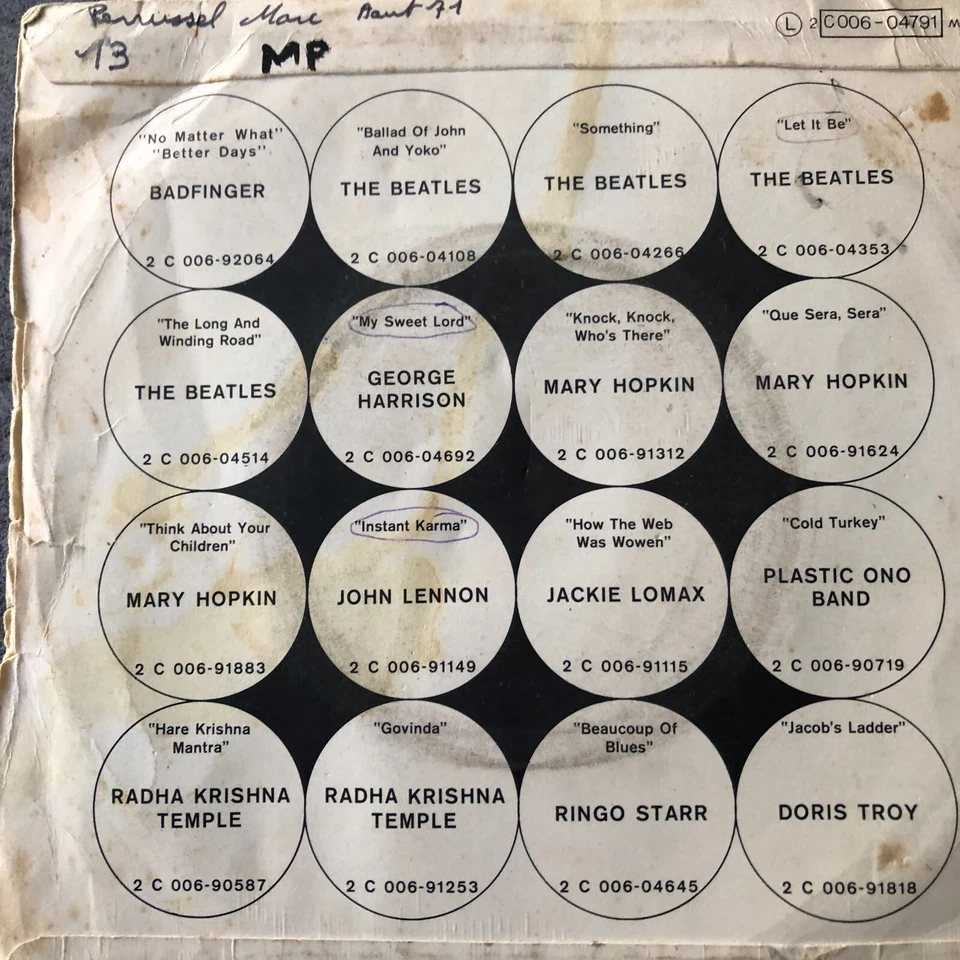 Perrussel Marc Aout 71
13 MP
Ⓛ 2 C006-04791 M
"No Matter What"
"Better Days"
BADFINGER
2 C 006-92064
"Ballad Of John
And Yoko"
THE BEATLES
2 C 006-04108
"Something"
THE BEATLES
2 C 006-04266
"Let It Be"
THE BEATLES
2 C 006-04353
"The Long And
Winding Road"
THE BEATLES
2 C 006-04514
"My Sweet Lord"
GEORGE
HARRISON
2 C 006-04692
"Knock, Knock,
Who's There"
MARY HOPKIN
2 C 006-91312
"Que Sera, Sera"
MARY HOPKIN
2 C 006-91624
"Think About Your
Children"
MARY HOPKIN
2 C 006-91883
"Instant Karma"
JOHN LENNON
2 C 006-91149
"How The Web
Was Wowen"
JACKIE LOMAX
2 C 006-91115
"Cold Turkey"
PLASTIC ONO
BAND
2 C 006-90719
"Hare Krishna
Mantra"
RADHA KRISHNA
TEMPLE
2 C 006-90587
"Govinda"
RADHA KRISHNA
TEMPLE
2 C 006-91253
"Beaucoup Of
Blues"
RINGO STARR
2 C 006-04645
"Jacob's Ladder"
DORIS TROY
2 C 006-91818